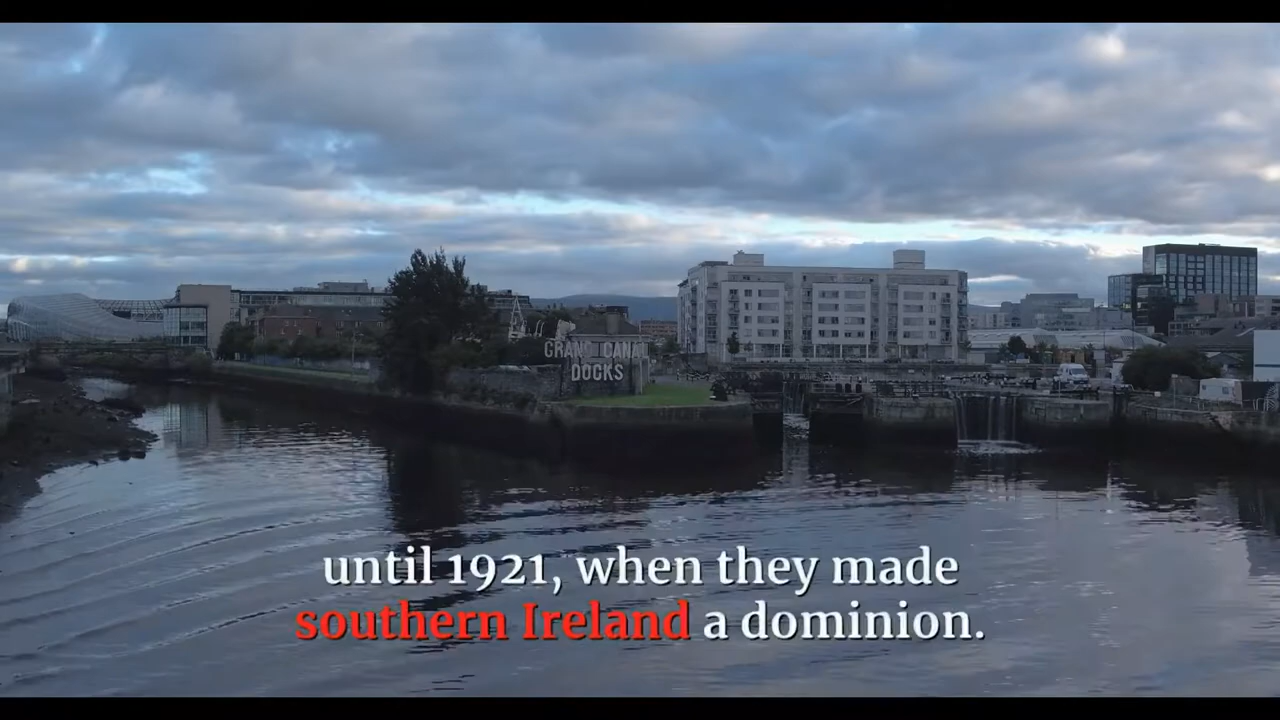 GRAND CANAL
DOCKS
until 1921, when they made
southern Ireland a dominion.